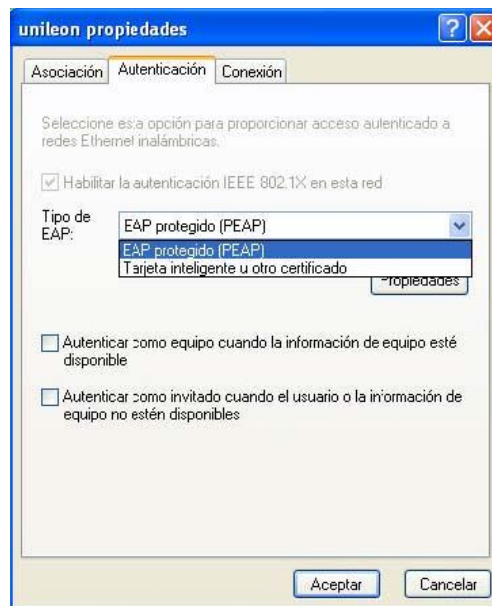 unileon propiedades
Asociación Autenticación Conexión
Seleccione esta opción para proporcionar acceso autenticado a
redes Ethernet inalámbricas.
Habilitar la autenticación IEEE 802.1X en esta red
Tipo de
EAP:
EAP protegido (PEAP)
EAP protegido (PEAP)
Tarjeta inteligente u otro certificado
Propiedades
Autenticar como equipo cuando la información de equipo esté
disponible
Autenticar como invitado cuando el usuario o la información de
equipo no estén disponibles
Aceptar Cancelar